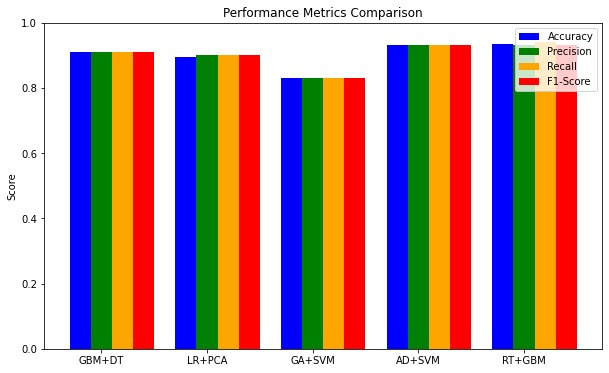 Performance Metrics Comparison
Accuracy
Precision
Recall
F1-Score
Score
1.0
0.8
0.6
0.4
0.2
0.0
GBM+DT LR+PCA GA+SVM AD+SVM RT+GBM